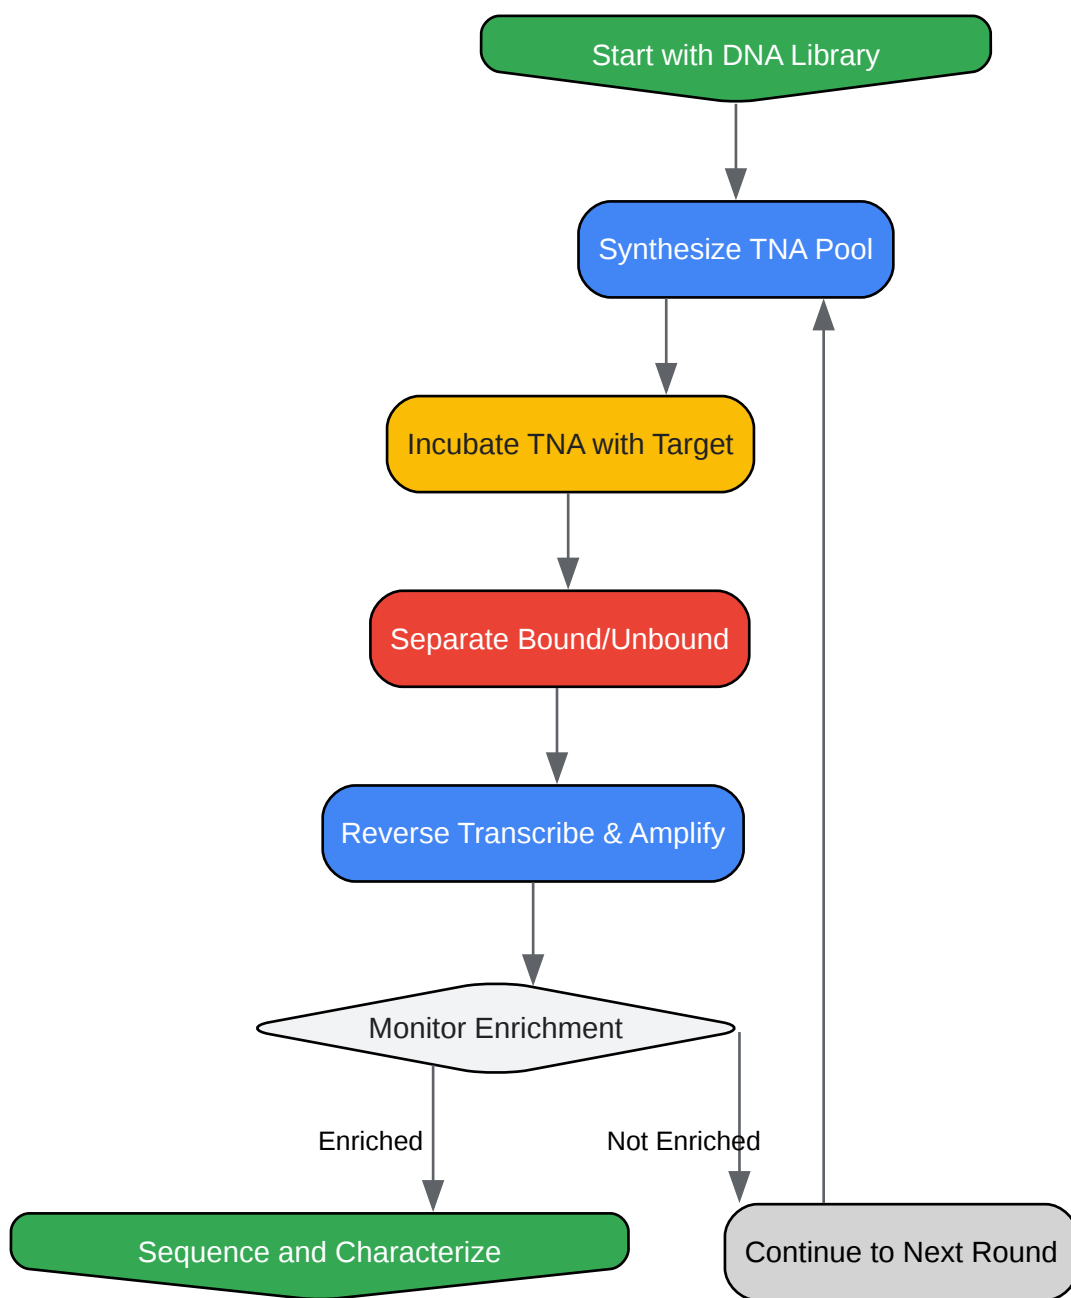 Start with DNA Library
Synthesize TNA Pool
Incubate TNA with Target
Separate Bound/Unbound
Reverse Transcribe & Amplify
Monitor Enrichment
Enriched
Not Enriched
Sequence and Characterize
Continue to Next Round